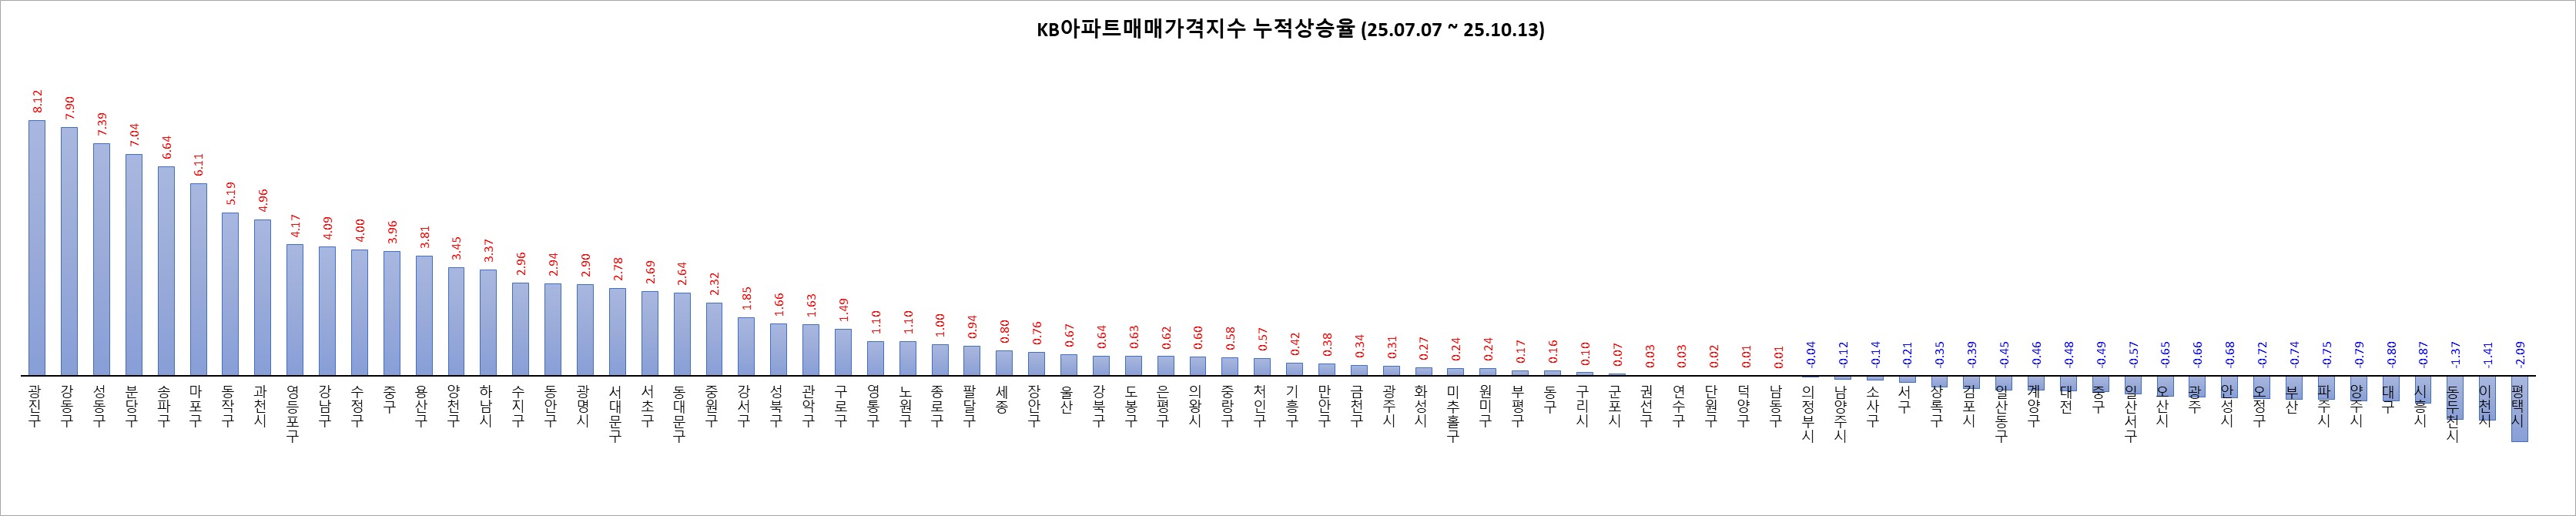 KB아파트매매가격지수 누적상승율 (25.07.07 ~ 25.10.13)
8.12 7.90 7.39 7.04 6.64 6.11 5.19 4.96 4.17 4.09 4.00 3.96 3.81 3.45 3.37 2.96 2.94 2.90 2.78 2.69 2.64 2.32 1.85 1.66 1.63 1.49 1.10 1.10 1.00 0.94 0.80 0.76 0.67 0.64 0.63 0.62 0.60 0.58 0.57 0.42 0.38 0.34 0.31 0.27 0.24 0.24 0.17 0.16 0.10 0.07 0.03 0.03 0.02 0.01 0.01 -0.04 -0.12 -0.14 -0.21 -0.35 -0.39 -0.45 -0.46 -0.48 -0.49 -0.57 -0.65 -0.66 -0.68 -0.72 -0.74 -0.75 -0.79 -0.80 -0.87 -1.37 -1.41 -2.09
광진구 강동구 성동구 분당구 송파구 마포구 동작구 과천시 영등포구 강남구 수정구 중구 용산구 양천구 하남시 수지구 동안구 광명시 서대문구 서초구 동대문구 중원구 강서구 성북구 관악구 구로구 영통구 노원구 종로구 팔달구 세종 장안구 울산 강북구 도봉구 은평구 의왕시 중랑구 처인구 기흥구 만안구 금천구 광주시 화성시 미추홀구 원미구 부평구 동구 구리시 군포시 권선구 연수구 단원구 덕양구 남동구 의정부시 남양주시 소사구 서구 상록구 김포시 일산동구 계양구 대전 중구 일산서구 오산시 광주 안성시 오정구 부산 파주시 양주시 대구 시흥시 동두천시 이천시 평택시